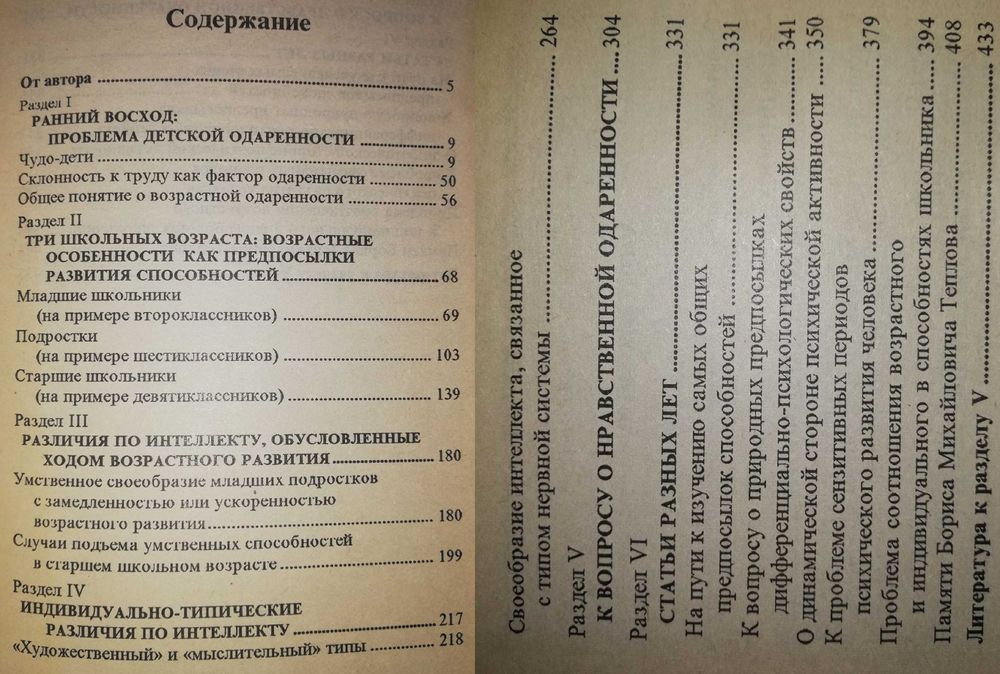 Содержание
От автора ........ 5
Раздел I
РАННИЙ ВОСХОД:
ПРОБЛЕМА ДЕТСКОЙ ОДАРЕННОСТИ ........ 9
Чудо-дети ........ 9
Склонность к труду как фактор одаренности ........ 50
Общее понятие о возрастной одаренности ........ 56
Раздел II
ТРИ ШКОЛЬНЫХ ВОЗРАСТА: ВОЗРАСТНЫЕ
ОСОБЕННОСТИ КАК ПРЕДПОСЫЛКИ
РАЗВИТИЯ СПОСОБНОСТЕЙ ........ 68
Младшие школьники
(на примере второклассников) ........ 69
Подростки
(на примере шестиклассников) ........ 103
Старшие школьники
(на примере девятиклассников) ........ 139
Раздел III
РАЗЛИЧИЯ ПО ИНТЕЛЛЕКТУ, ОБУСЛОВЛЕННЫЕ
ХОДОМ ВОЗРАСТНОГО РАЗВИТИЯ ........ 180
Умственное своеобразие младших подростков
с замедленностью или ускоренностью
возрастного развития ........ 180
Случаи подъема умственных способностей
в старшем школьном возрасте ........ 199
Раздел IV
ИНДИВИДУАЛЬНО-ТИПИЧЕСКИЕ
РАЗЛИЧИЯ ПО ИНТЕЛЛЕКТУ ........ 217
«Художественный» и «мыслительный» типы ........ 218
Своеобразие интеллекта, связанное
с типом нервной системы ........ 264
Раздел V
К ВОПРОСУ О НРАВСТВЕННОЙ ОДАРЕННОСТИ .... 304
Раздел VI
СТАТЬИ РАЗНЫХ ЛЕТ ........ 331
На пути к изучению самых общих
предпосылок способностей ........ 331
К вопросу о природных предпосылках
дифференциально-психологических свойств ........ 341
О динамической стороне психической активности .... 350
К проблеме сензитивных периодов
психического развития человека ........ 379
Проблема соотношения возрастного
и индивидуального в способностях школьника ........ 394
Памяти Бориса Михайловича Теплова ........ 408
Литература к разделу V ........ 433